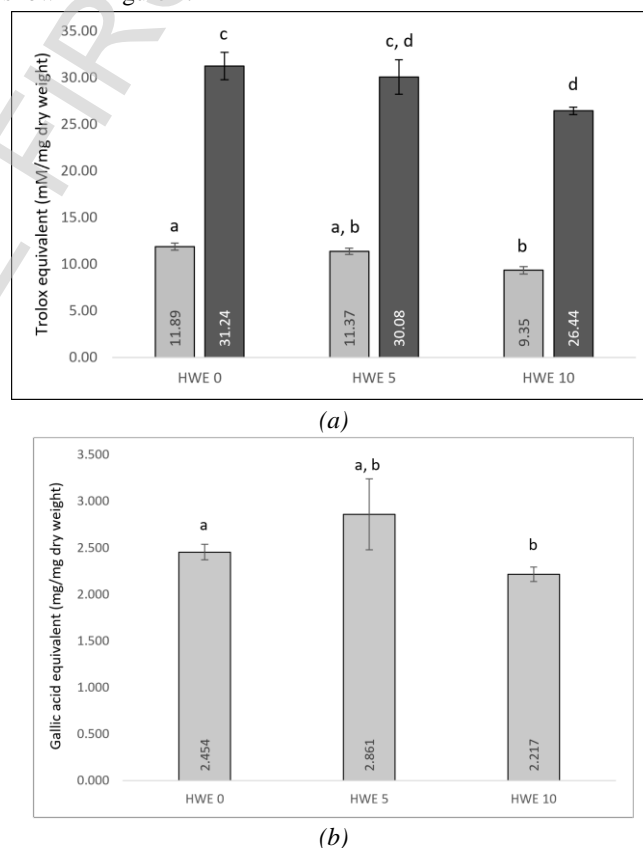 35.00
30.00
25.00
20.00
15.00
10.00
5.00
0.00
Trolox equivalent (mM/mg dry weight)
c
c, d
d
a
a, b
b
11.89
31.24
11.37
30.08
9.35
26.44
HWE 0
HWE 5
HWE 10
(a)
3.500
3.000
2.500
2.000
1.500
1.000
0.500
0.000
Gallic acid equivalent (mg/mg dry weight)
a
a, b
b
2.454
2.861
2.217
HWE 0
HWE 5
HWE 10
(b)